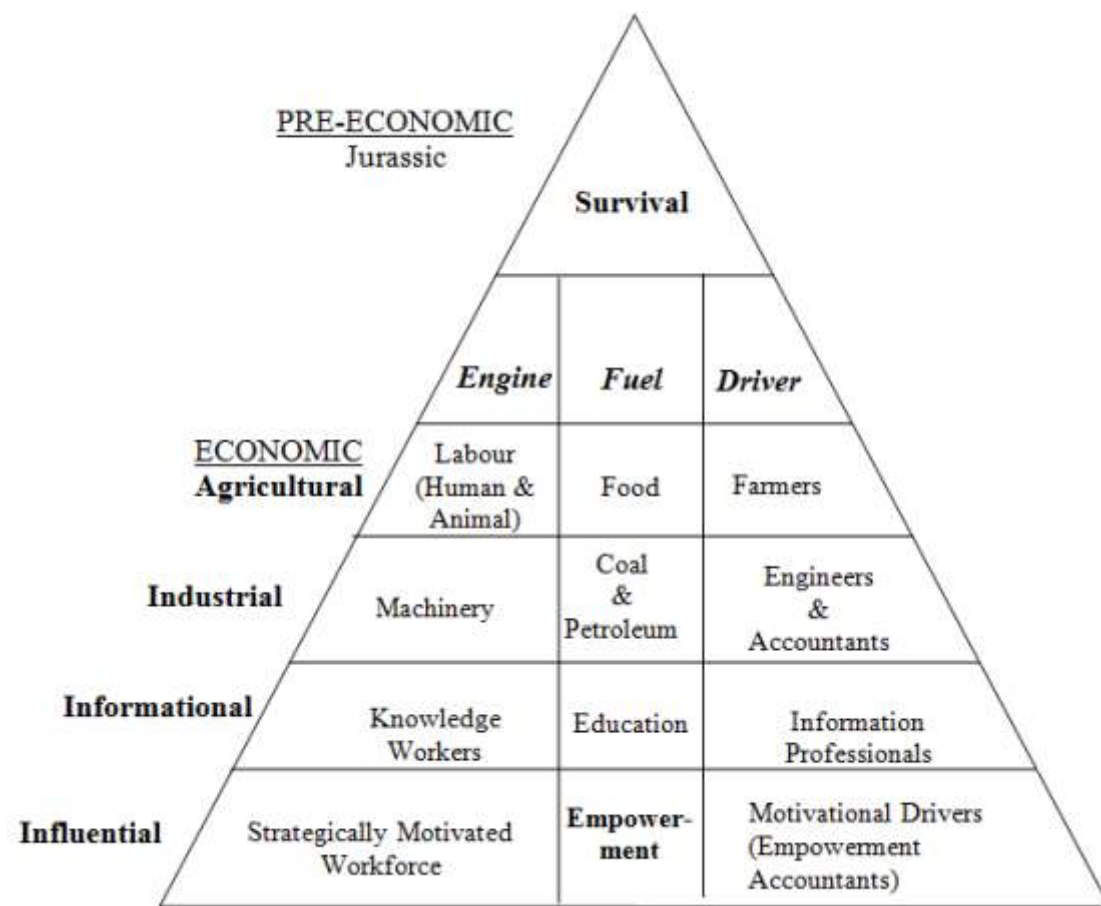 PRE-ECONOMIC
Jurassic
Survival
Engine
Fuel
Driver
ECONOMIC
Agricultural
Labour
(Human &
Animal)
Food
Farmers
Industrial
Machinery
Coal
&
Petroleum
Engineers
&
Accountants
Informational
Knowledge
Workers
Education
Information
Professionals
Influential
Strategically Motivated
Workforce
Empower-
ment
Motivational Drivers
(Empowerment
Accountants)